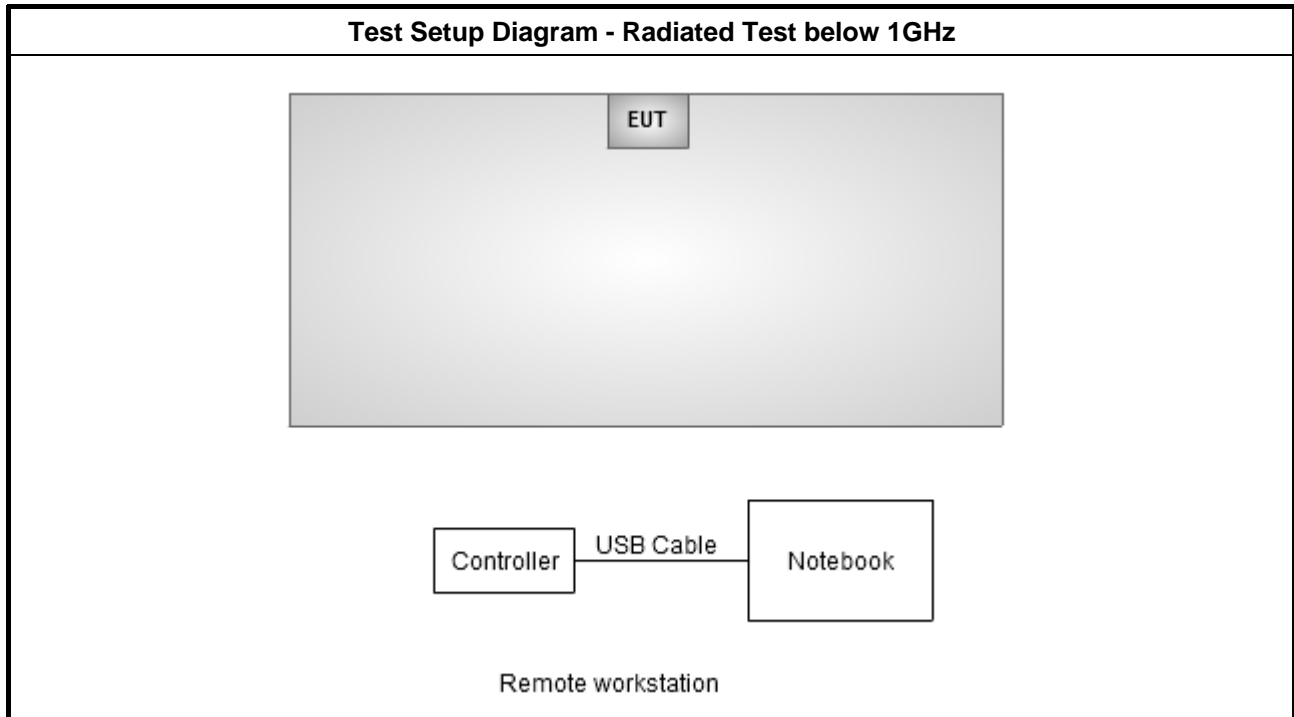 Test Setup Diagram - Radiated Test below 1GHz
EUT
Controller
USB Cable
Notebook
Remote workstation